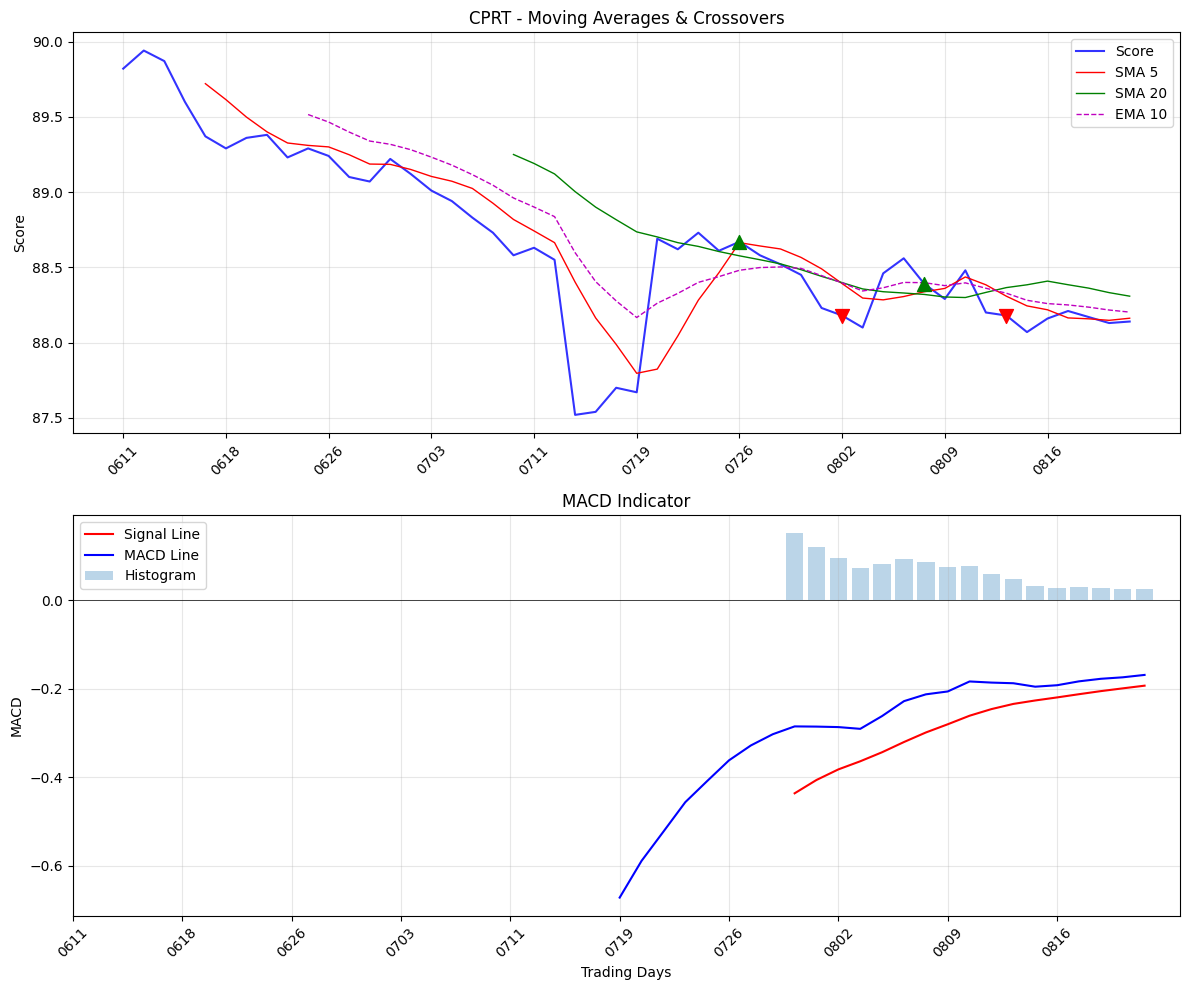 CPRT - Moving Averages & Crossovers
Score
SMA 5
SMA 20
EMA 10
90.0
89.5
89.0
88.5
88.0
87.5
Score
0611
0618
0626
0703
0711
0719
0726
0802
0809
0816
MACD Indicator
Signal Line
MACD Line
Histogram
0.0
−0.2
−0.4
−0.6
MACD
0611
0618
0626
0703
0711
0719
0726
0802
0809
0816
Trading Days